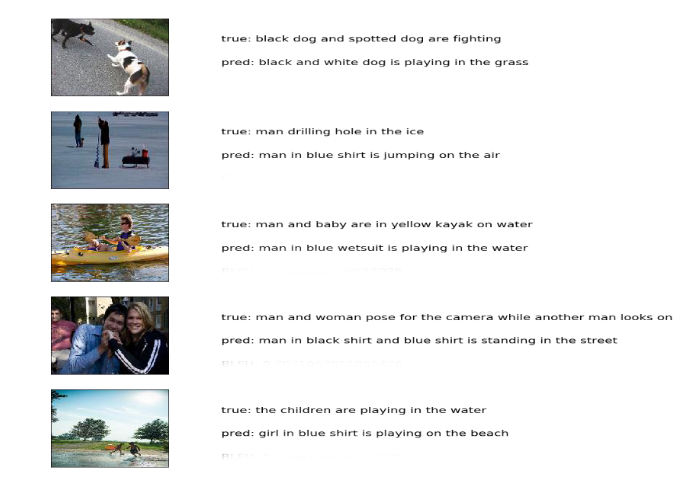 true: black dog and spotted dog are fighting
pred: black and white dog is playing in the grass
true: man drilling hole in the ice
pred: man in blue shirt is jumping on the air
true: man and baby are in yellow kayak on water
pred: man in blue wetsuit is playing in the water
true: man and woman pose for the camera while another man looks on
pred: man in black shirt and blue shirt is standing in the street
true: the children are playing in the water
pred: girl in blue shirt is playing on the beach